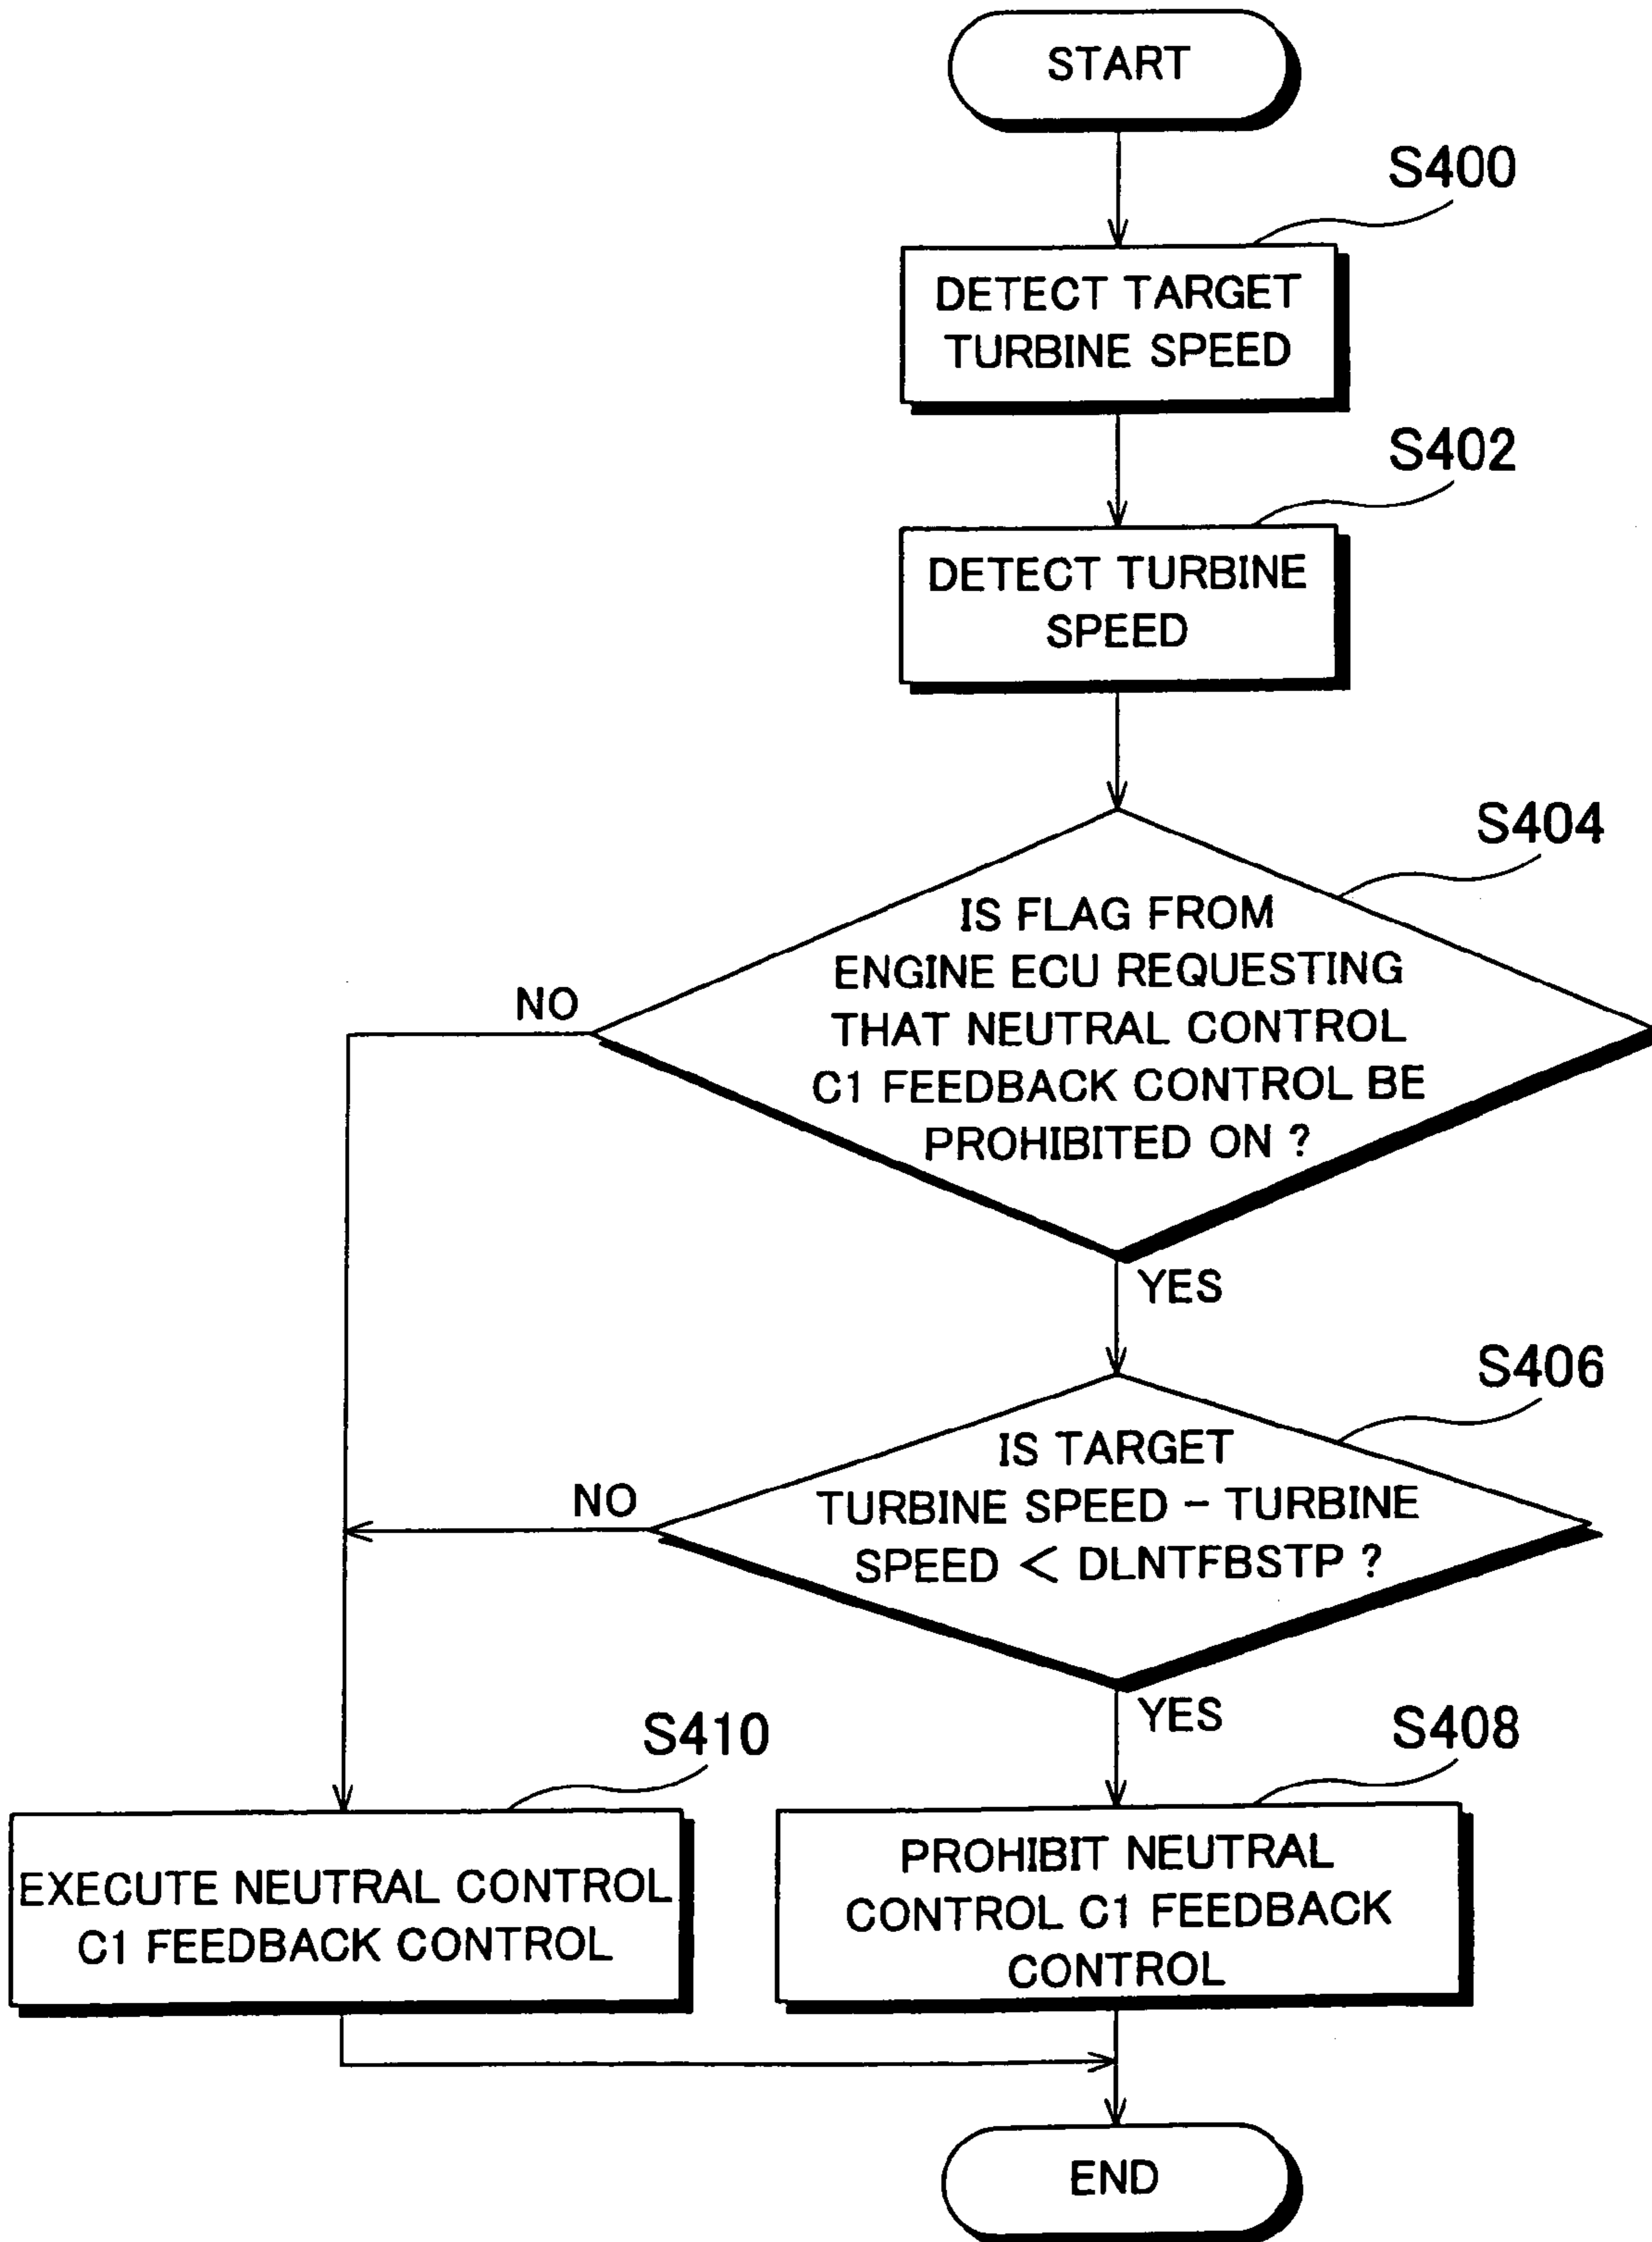 START
S400
DETECT TARGET
TURBINE SPEED
S402
DETECT TURBINE
SPEED
S404
IS FLAG FROM
ENGINE ECU REQUESTING
THAT NEUTRAL CONTROL
C1 FEEDBACK CONTROL BE
PROHIBITED ON ?
NO
YES
S406
IS TARGET
TURBINE SPEED – TURBINE
SPEED < DLNTFBSTP ?
NO
YES
S410
EXECUTE NEUTRAL CONTROL
C1 FEEDBACK CONTROL
S408
PROHIBIT NEUTRAL
CONTROL C1 FEEDBACK
CONTROL
END